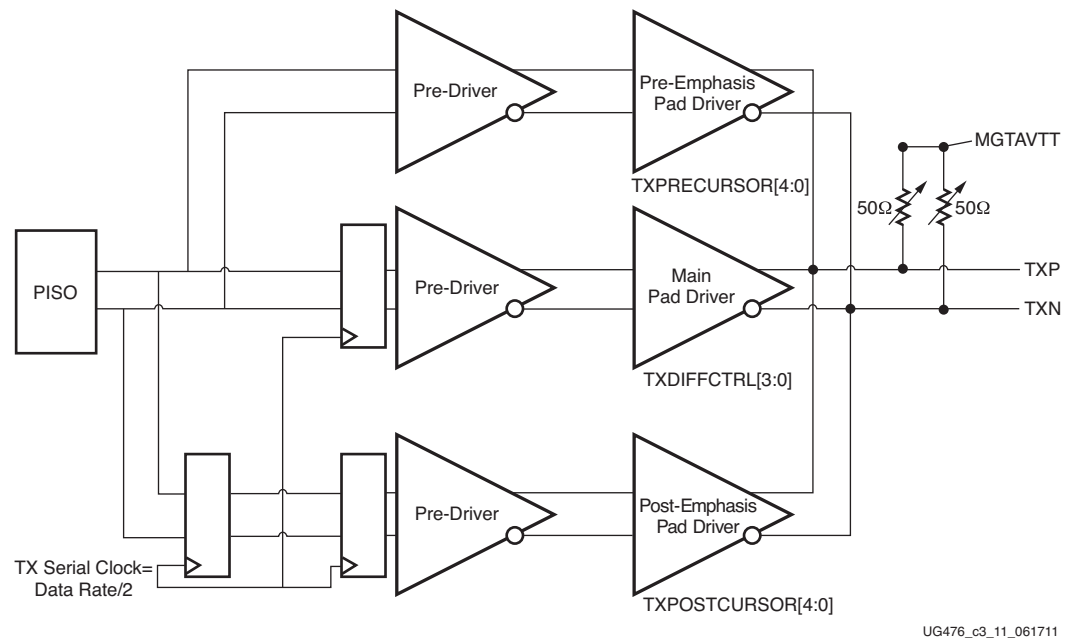 Pre-Driver
Pre-Emphasis
Pad Driver
MGTAVTT
TXPRECURSOR[4:0]
50Ω
50Ω
PISO
Pre-Driver
Main
Pad Driver
TXP
TXN
TXDIFFCTRL[3:0]
Pre-Driver
Post-Emphasis
Pad Driver
TX Serial Clock=
Data Rate/2
TXPOSTCURSOR[4:0]
UG476_c3_11_061711